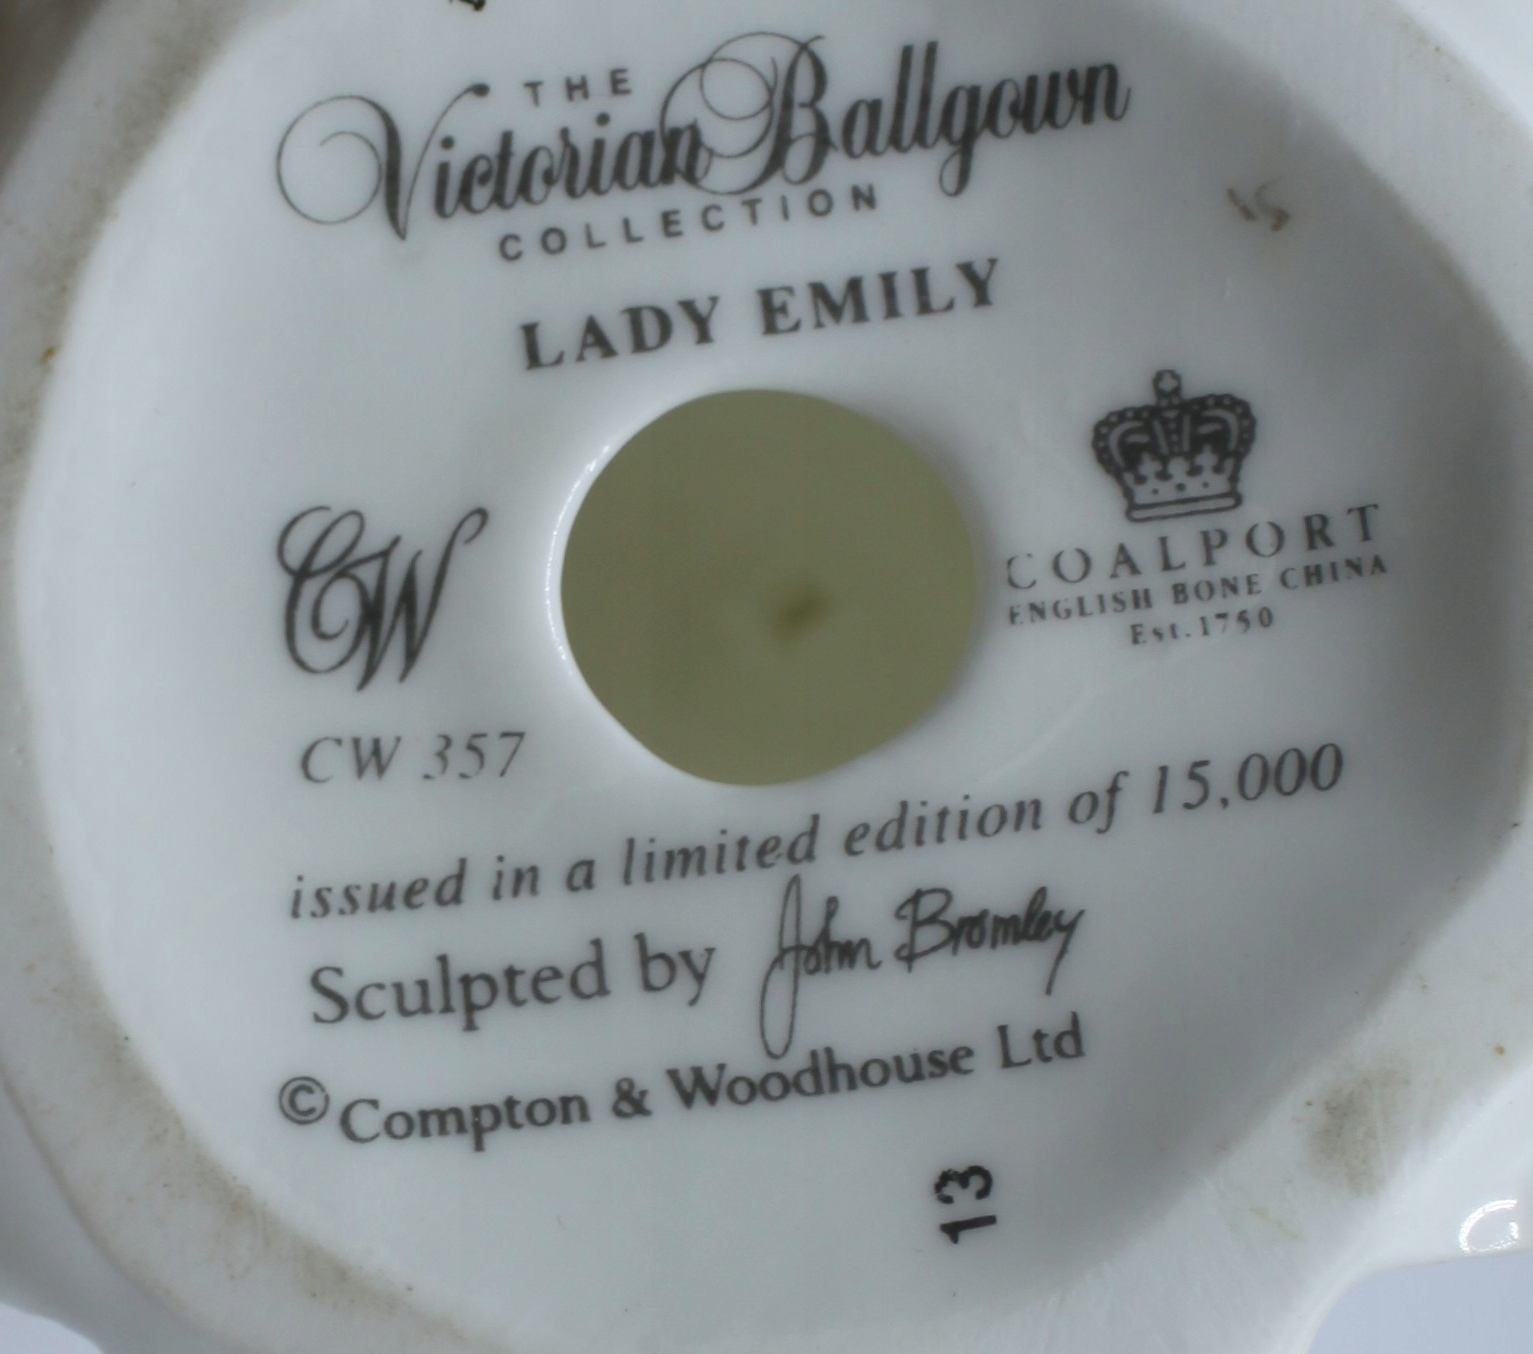 THE
Victorian Ballgown
COLLECTION
LADY EMILY
15
CW
COALPORT
ENGLISH BONE CHINA
Est.1750
CW 357
issued in a limited edition of 15,000
Sculpted by John Bromley
© Compton & Woodhouse Ltd
13